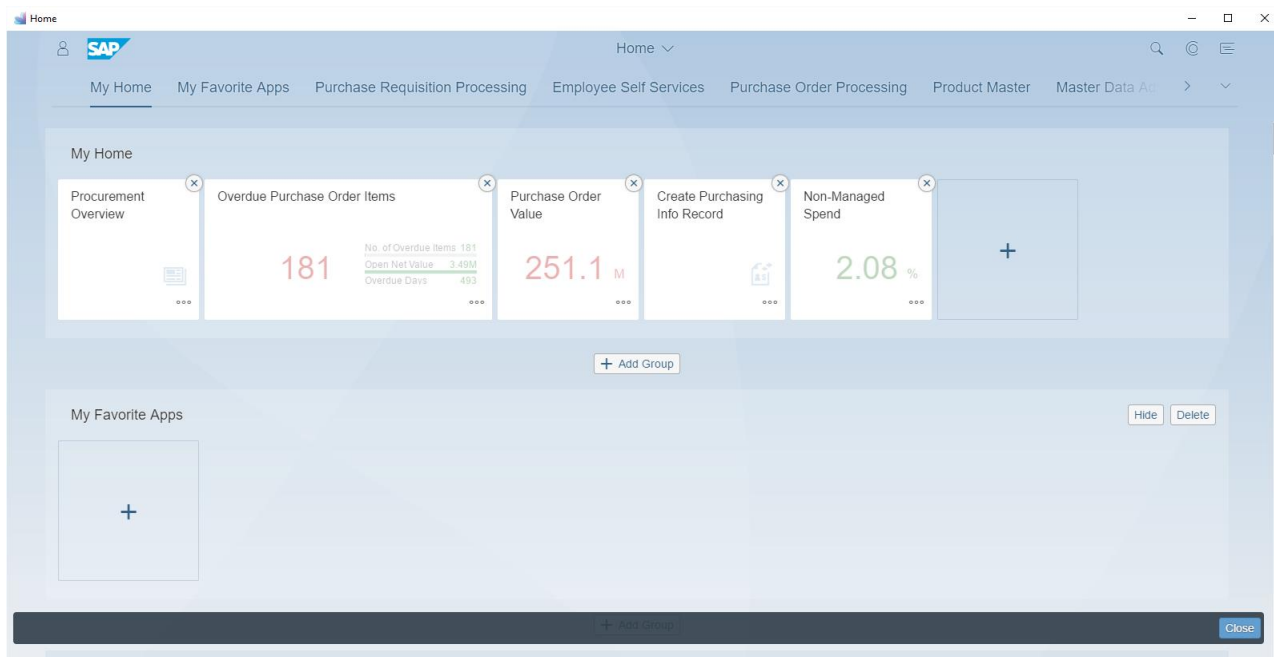 Home
SAP
Home
My Home My Favorite Apps Purchase Requisition Processing Employee Self Services Purchase Order Processing Product Master Master Data
My Home
Procurement
Overview
Overdue Purchase Order Items
181
No. of Overdue Items 181
Open Net Value 3.49M
Overdue Days 493
Purchase Order
Value
251.1 M
Create Purchasing
Info Record
Non-Managed
Spend
2.08 %
+
+ Add Group
My Favorite Apps
Hide Delete
+
+ Add Group
Close